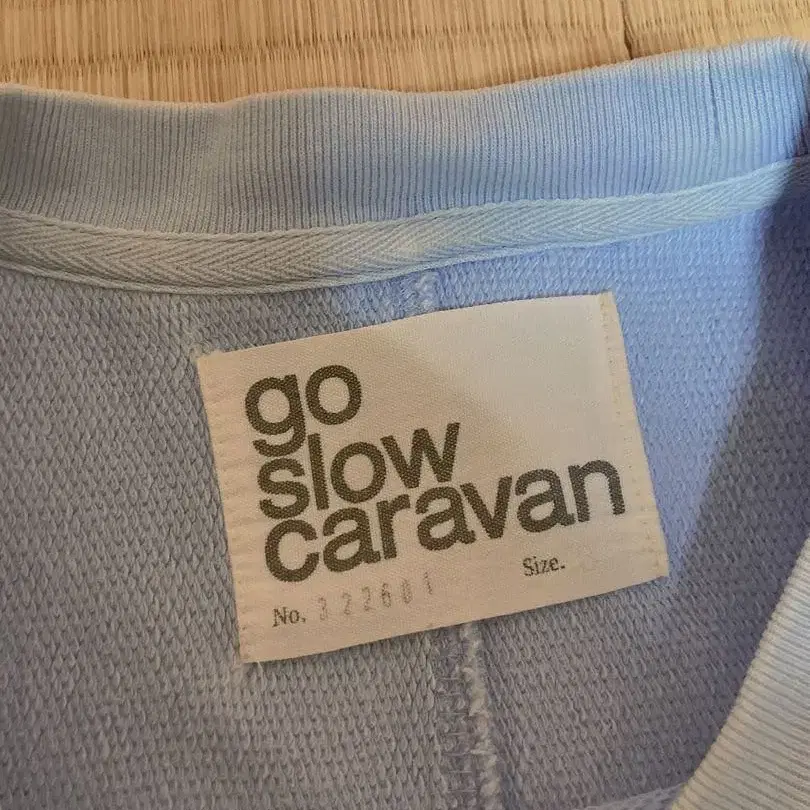 go
slow
caravan
No. 322601 Size.